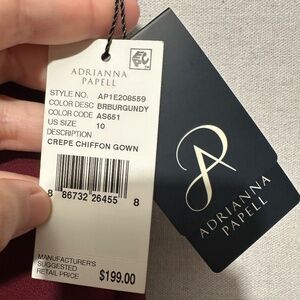 ADRIANNA
PAPELL
STYLE NO. AP1E208559
COLOR DESC BRBURGUNDY
COLOR CODE AS651
US SIZE 10
DESCRIPTION
CREPE CHIFFON GOWN
8 86732 26455 8
MANUFACTURER'S
SUGGESTED
RETAIL PRICE $199.00
ADRIANNA
PAPELL